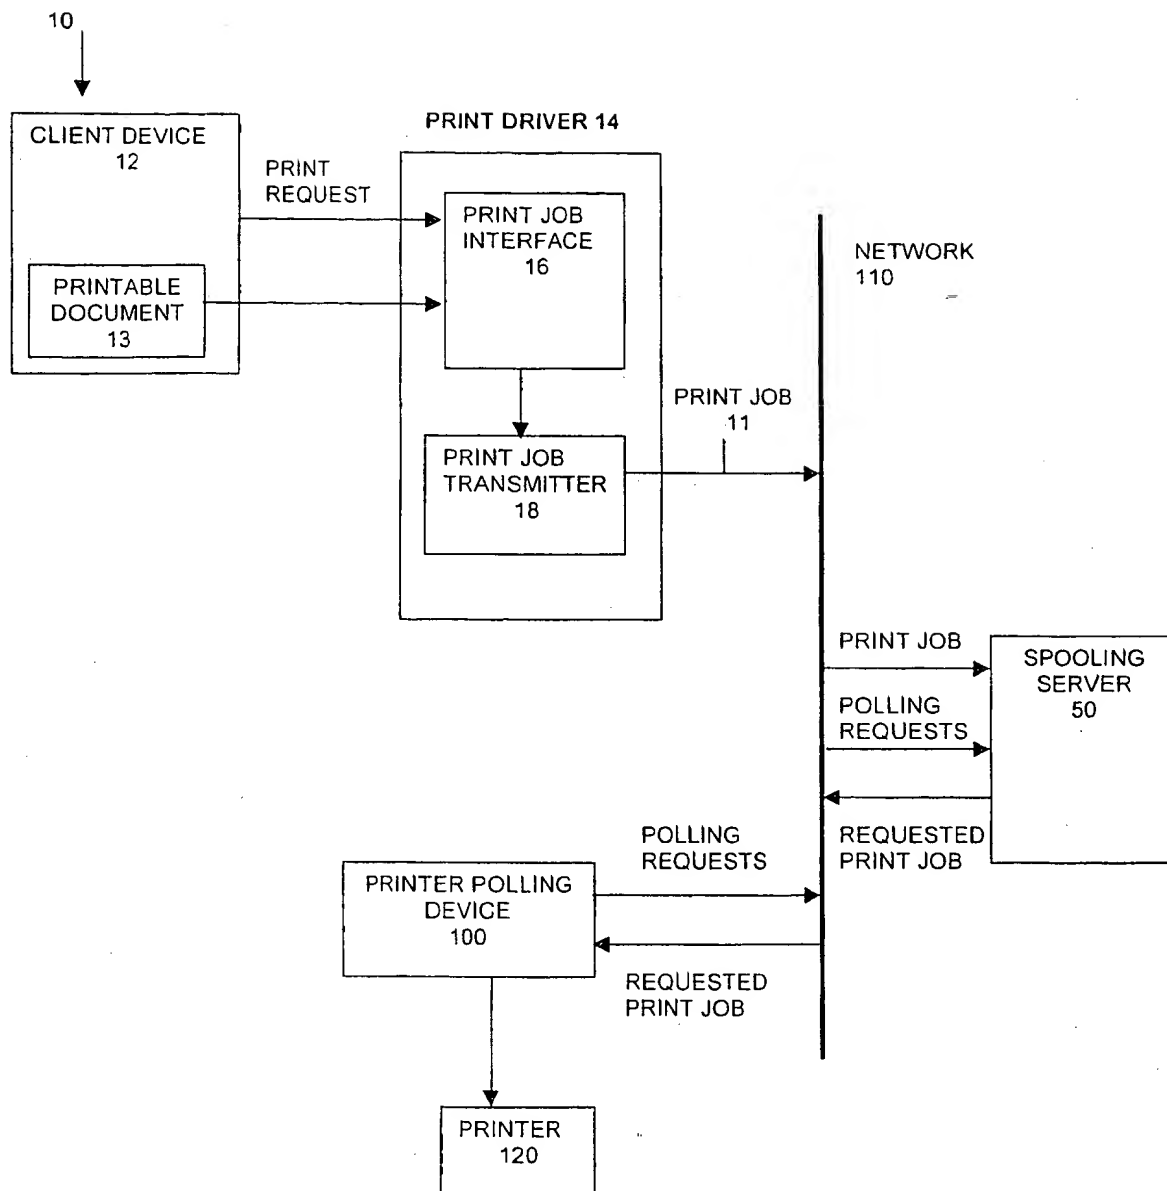 10
CLIENT DEVICE
12
PRINTABLE
DOCUMENT
13
PRINT
REQUEST
PRINT DRIVER 14
PRINT JOB
INTERFACE
16
PRINT JOB
TRANSMITTER
18
PRINT JOB
11
NETWORK
110
PRINT JOB
POLLING
REQUESTS
REQUESTED
PRINT JOB
SPOOLING
SERVER
50
POLLING
REQUESTS
PRINTER POLLING
DEVICE
100
REQUESTED
PRINT JOB
PRINTER
120